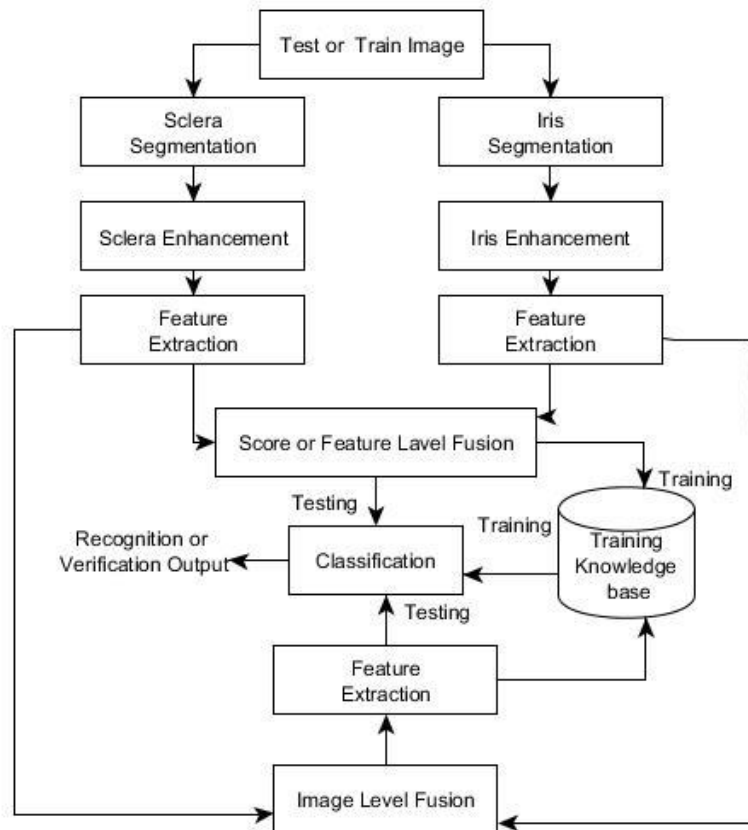 Test or Train Image
Sclera
Segmentation
Iris
Segmentation
Sclera Enhancement
Iris Enhancement
Feature
Extraction
Feature
Extraction
Score or Feature Lavel Fusion
Training
Testing
Training
Recognition or
Verification Output
Classification
Training
Knowledge
base
Testing
Feature
Extraction
Image Level Fusion